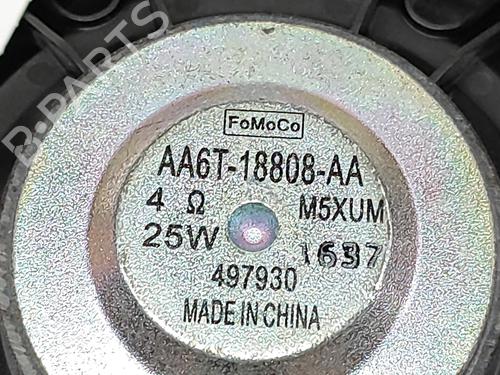 B-PARTS
FoMoCo
AA6T-18808-AA
4 Ω M5XUM
25W 1637
497930
MADE IN CHINA